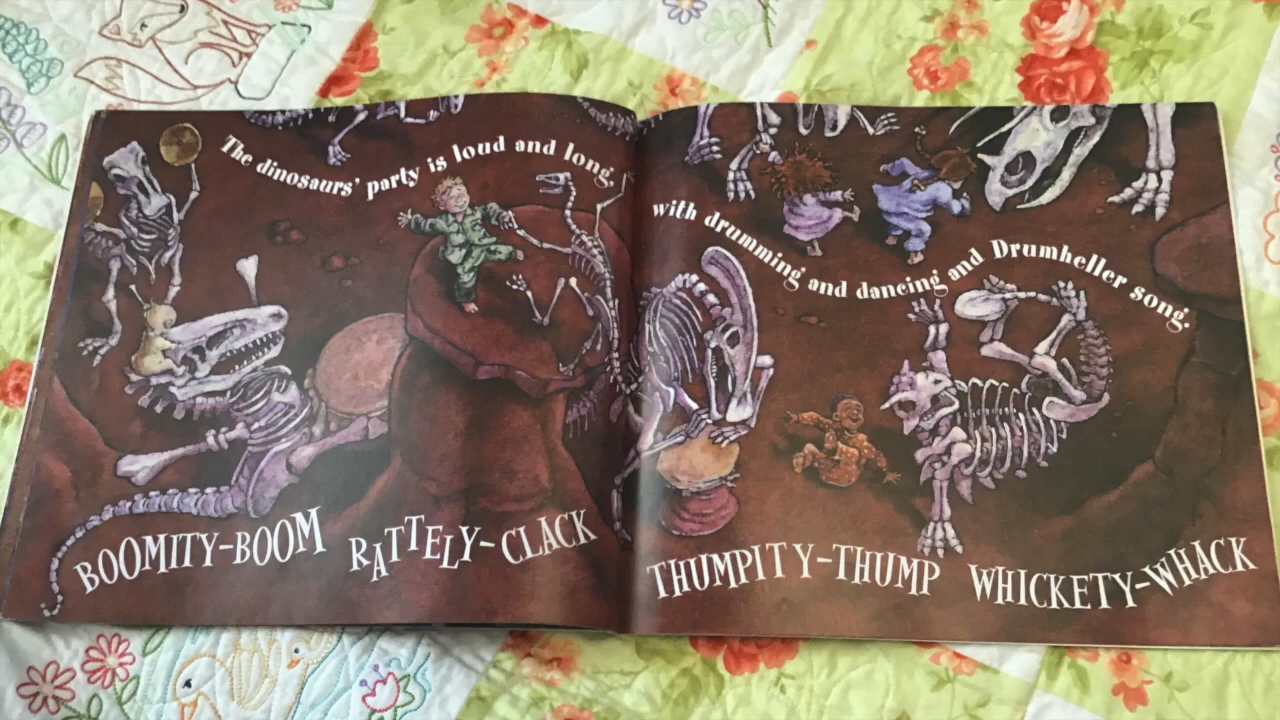 The dinosaurs' party is loud and long,
with drumming and dancing and Drumheller song.
BOOMITY-BOOM RATTELY-CLACK
THUMPITY-THUMP WHICKETY-WHACK